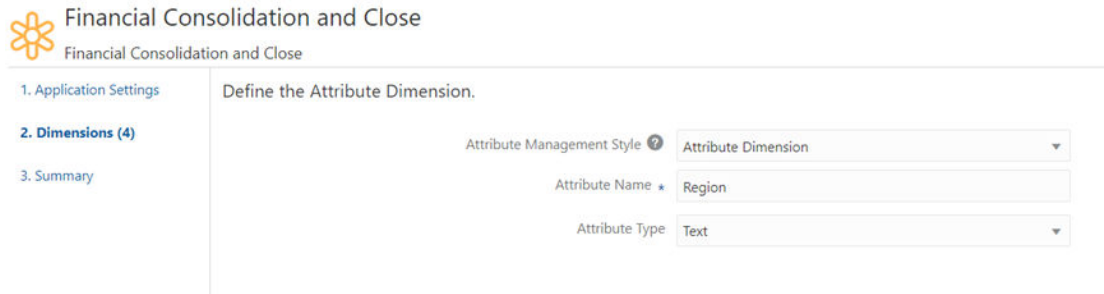 Financial Consolidation and Close
Financial Consolidation and Close
1. Application Settings
2. Dimensions (4)
3. Summary
Define the Attribute Dimension.
Attribute Management Style ? Attribute Dimension
Attribute Name * Region
Attribute Type Text